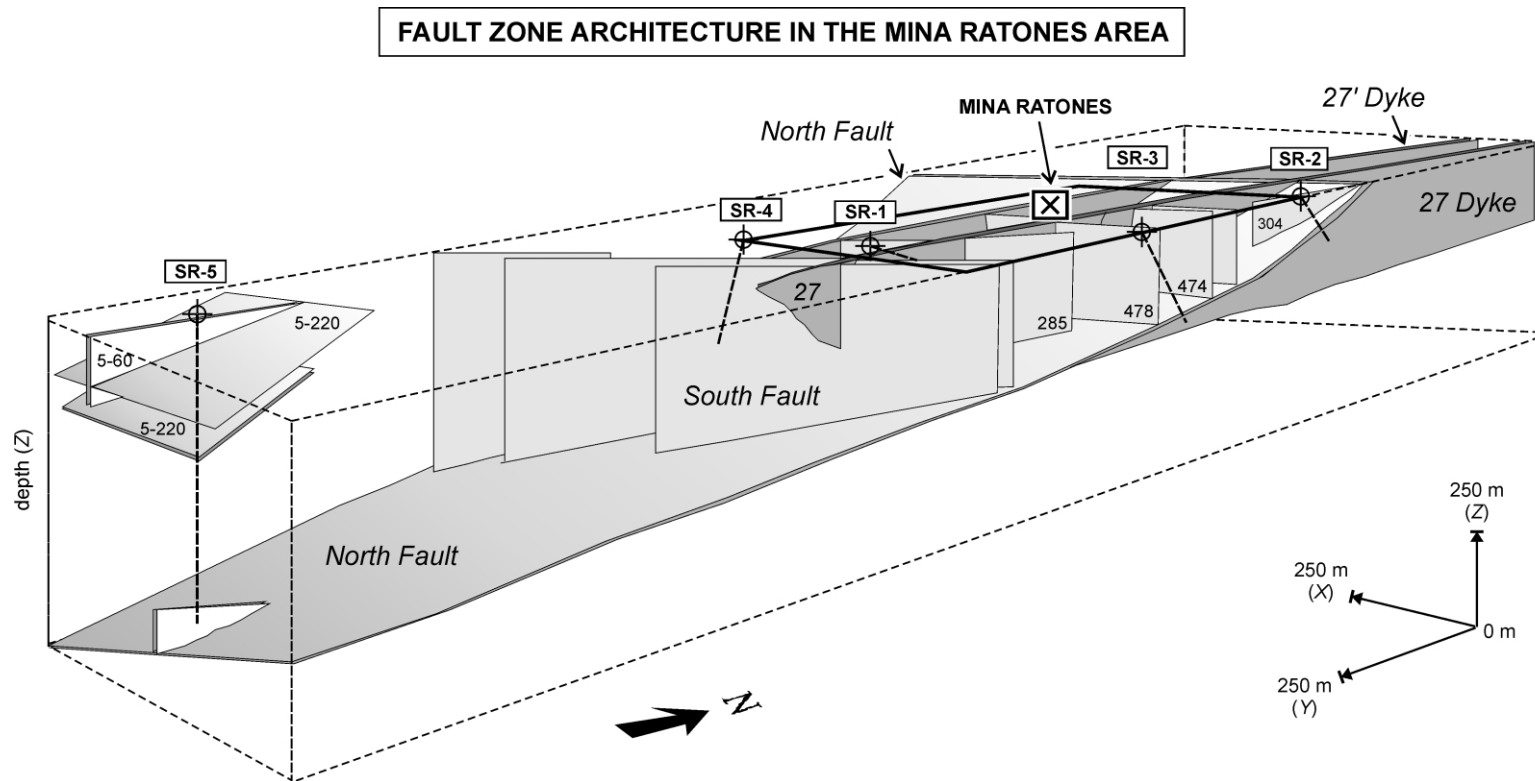 FAULT ZONE ARCHITECTURE IN THE MINA RATONES AREA
27' Dyke
MINA RATONES
North Fault
SR-3
SR-2
SR-4
SR-1
27 Dyke
304
SR-5
27
474
5-220
478
285
5-60
South Fault
5-220
depth (Z)
250 m
(Z)
North Fault
250 m
(X)
0 m
250 m
(Y)
N